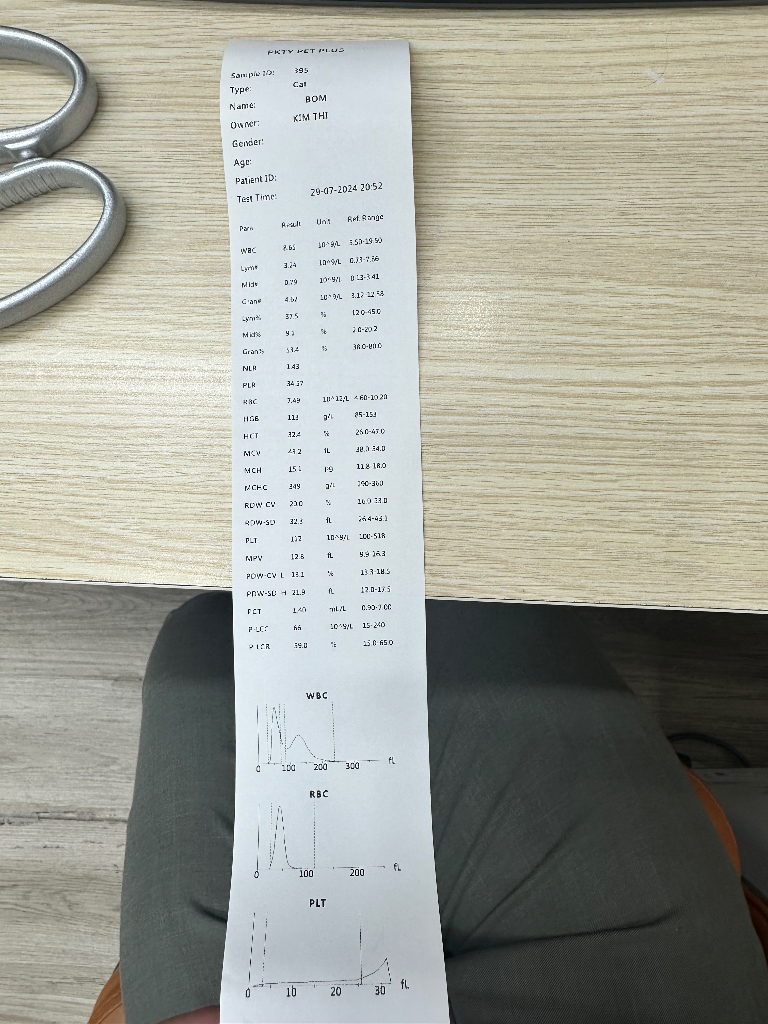 PKTY PET PLUS
Sample ID: 395
Type: Cat
Name: BOM
Owner: KIM THI
Gender:
Age:
Patient ID:
Test Time: 29-07-2024 20:52
Para Result Unit Ref. Range
WBC 8.65 10^9/L 5.50-19.50
Lym# 3.24 10^9/L 0.73-7.86
Mid# 0.79 10^9/L 0.13-3.41
Gran# 4.62 10^9/L 3.12-12.58
Lym% 37.5 % 12.0-45.0
Mid% 9.1 % 2.0-20.2
Gran% 53.4 % 38.0-80.0
NLR 1.43
PLR 34.57
RBC 7.49 10^12/L 4.60-10.20
HGB 113 g/L 85-153
HCT 32.4 % 26.0-47.0
MCV 43.2 fL 38.0-54.0
MCH 15.1 pg 11.8-18.0
MCHC 349 g/L 290-360
RDW-CV 20.0 % 16.0-23.0
RDW-SD 32.3 fL 26.4-43.1
PLT 112 10^9/L 100-518
MPV 12.6 fL 9.9-16.3
PDW-CV L 13.1 % 13.3-18.5
PDW-SD H 21.9 fL 12.0-17.5
PCT 1.40 mL/L 0.90-7.00
P-LCC 66 10^9/L 15-240
P-LCR 59.0 % 15.0-65.0
WBC
0 100 200 300 fL
RBC
0 100 200 fL
PLT
0 10 20 30 fL